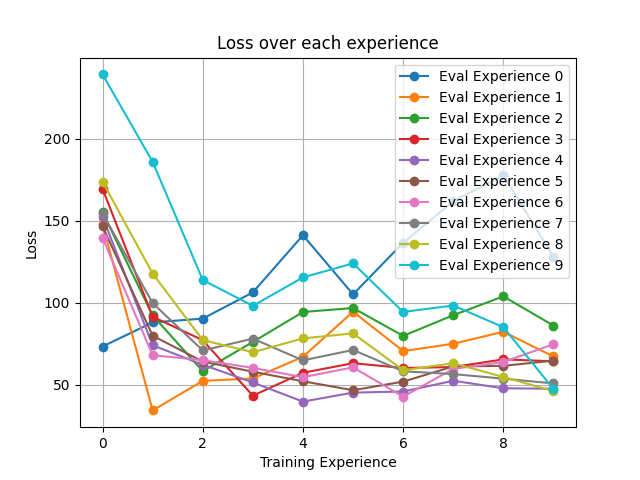 Loss over each experience
Loss
200
150
100
50
0
2
4
6
8
Training Experience
Eval Experience 0
Eval Experience 1
Eval Experience 2
Eval Experience 3
Eval Experience 4
Eval Experience 5
Eval Experience 6
Eval Experience 7
Eval Experience 8
Eval Experience 9